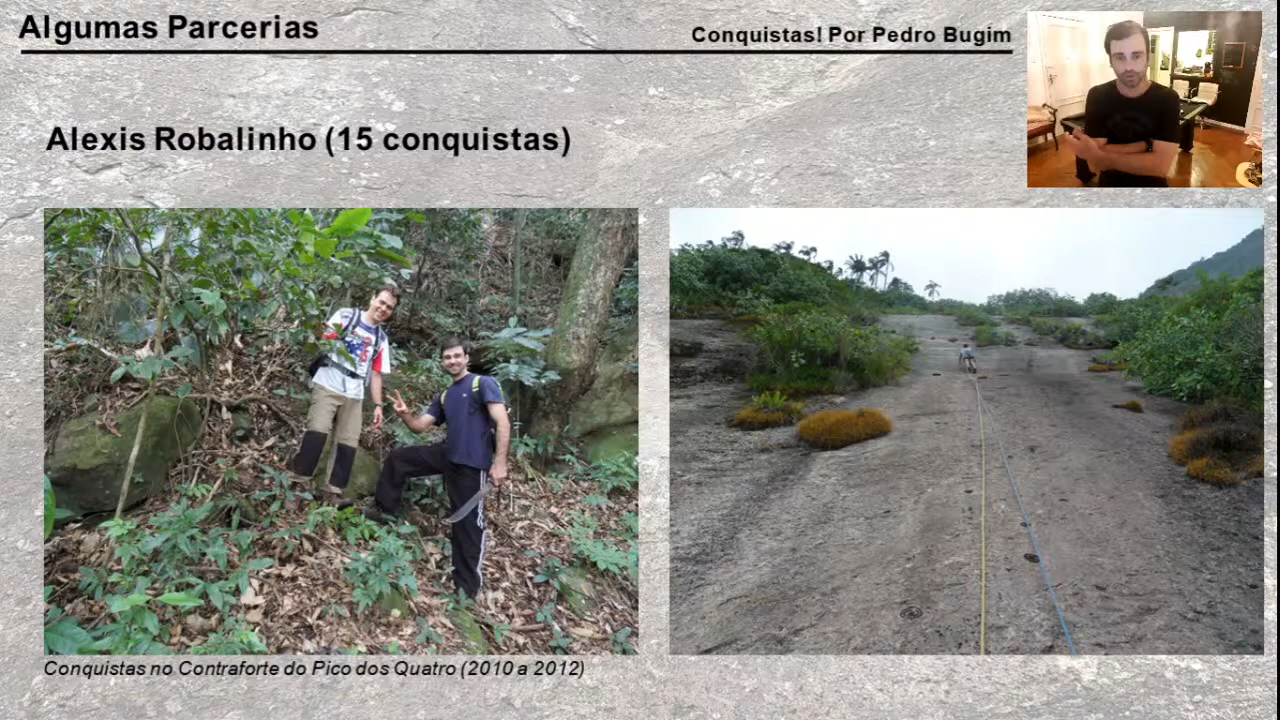 Algumas Parcerias
Conquistas! Por Pedro Bugim
Alexis Robalinho (15 conquistas)
Conquistas no Contraforte do Pico dos Quatro (2010 a 2012)